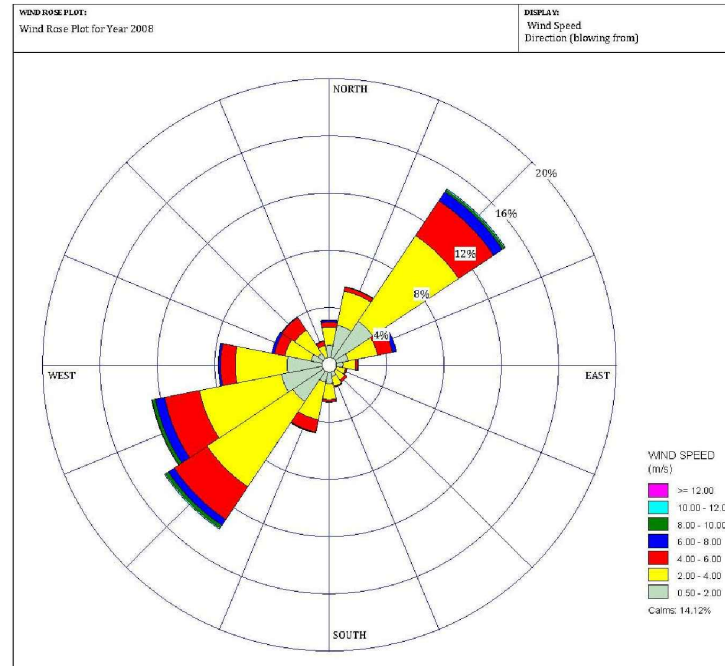 WIND ROSE PLOT:
Wind Rose Plot for Year 2008
DISPLAY:
Wind Speed
Direction (blowing from)
NORTH
20%
16%
12%
8%
4%
WEST
EAST
SOUTH
WIND SPEED
(m/s)
>= 12.00
10.00 - 12.0
8.00 - 10.00
6.00 - 8.00
4.00 - 6.00
2.00 - 4.00
0.50 - 2.00
Calms: 14.12%